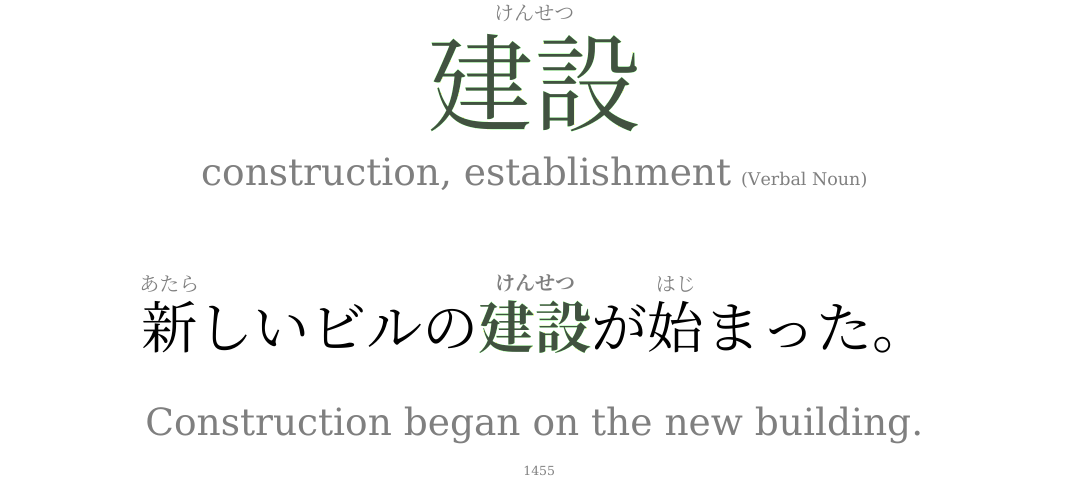 けんせつ
建設
construction, establishment (Verbal Noun)
あたら けんせつ はじ
新しいビルの建設が始まった。
Construction began on the new building.
1455